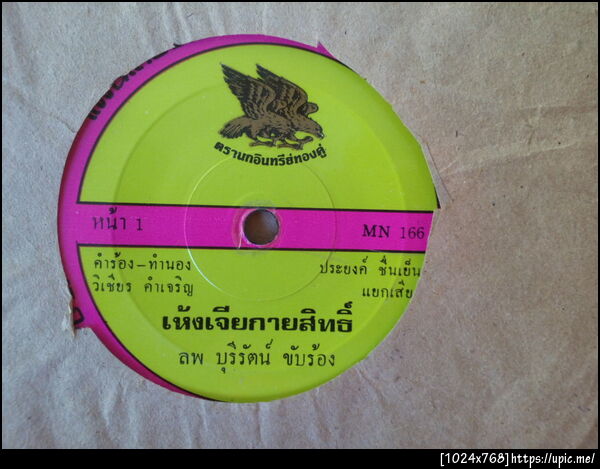 ตรานกอินทรีย์ทองคู่
หน้า 1
MN 166
คำร้อง-ทำนอง
วิเชียร คำเจริญ
ประยงค์ ชื่นเย็น
แยกเสีย
เห้งเจียกายสิทธิ์
ลพ บุรีรัตน์ ขับร้อง
[1024x768]https://upic.me/